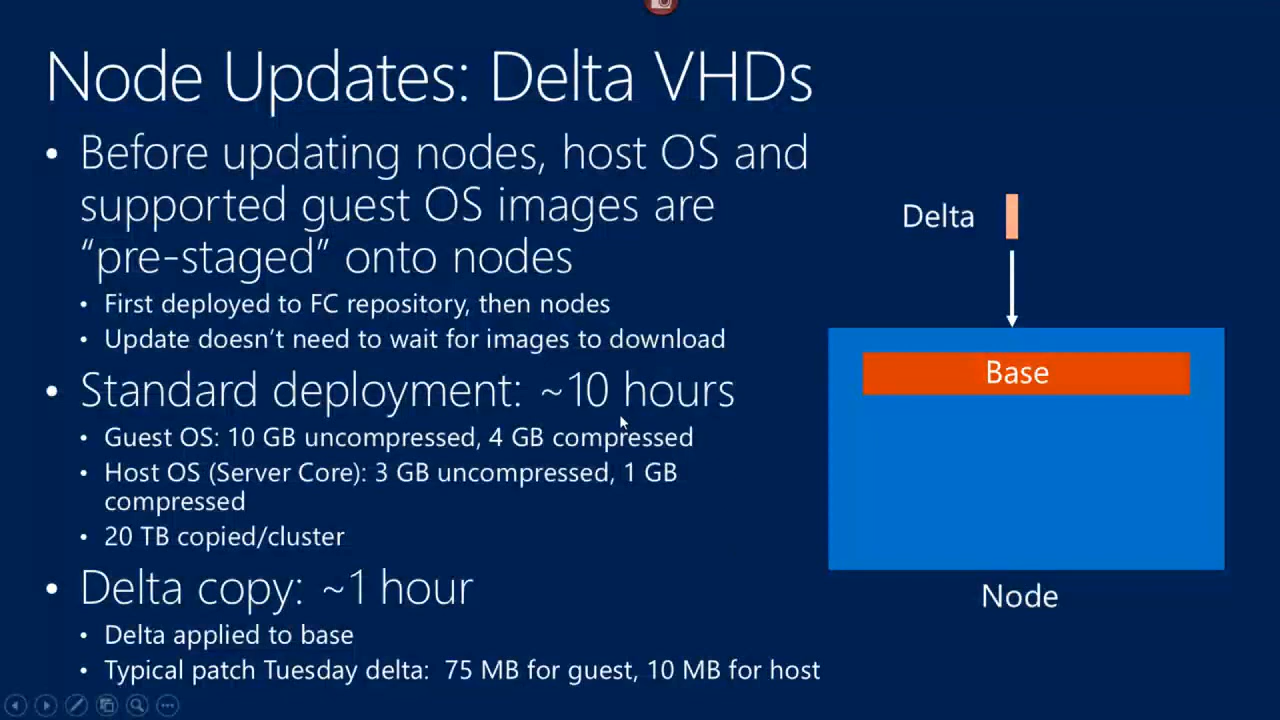 Node Updates: Delta VHDs
• Before updating nodes, host OS and
supported guest OS images are
“pre-staged” onto nodes
• First deployed to FC repository, then nodes
• Update doesn’t need to wait for images to download
• Standard deployment: ~10 hours
• Guest OS: 10 GB uncompressed, 4 GB compressed
• Host OS (Server Core): 3 GB uncompressed, 1 GB
compressed
• 20 TB copied/cluster
• Delta copy: ~1 hour
• Delta applied to base
• Typical patch Tuesday delta: 75 MB for guest, 10 MB for host
Delta
Base
Node